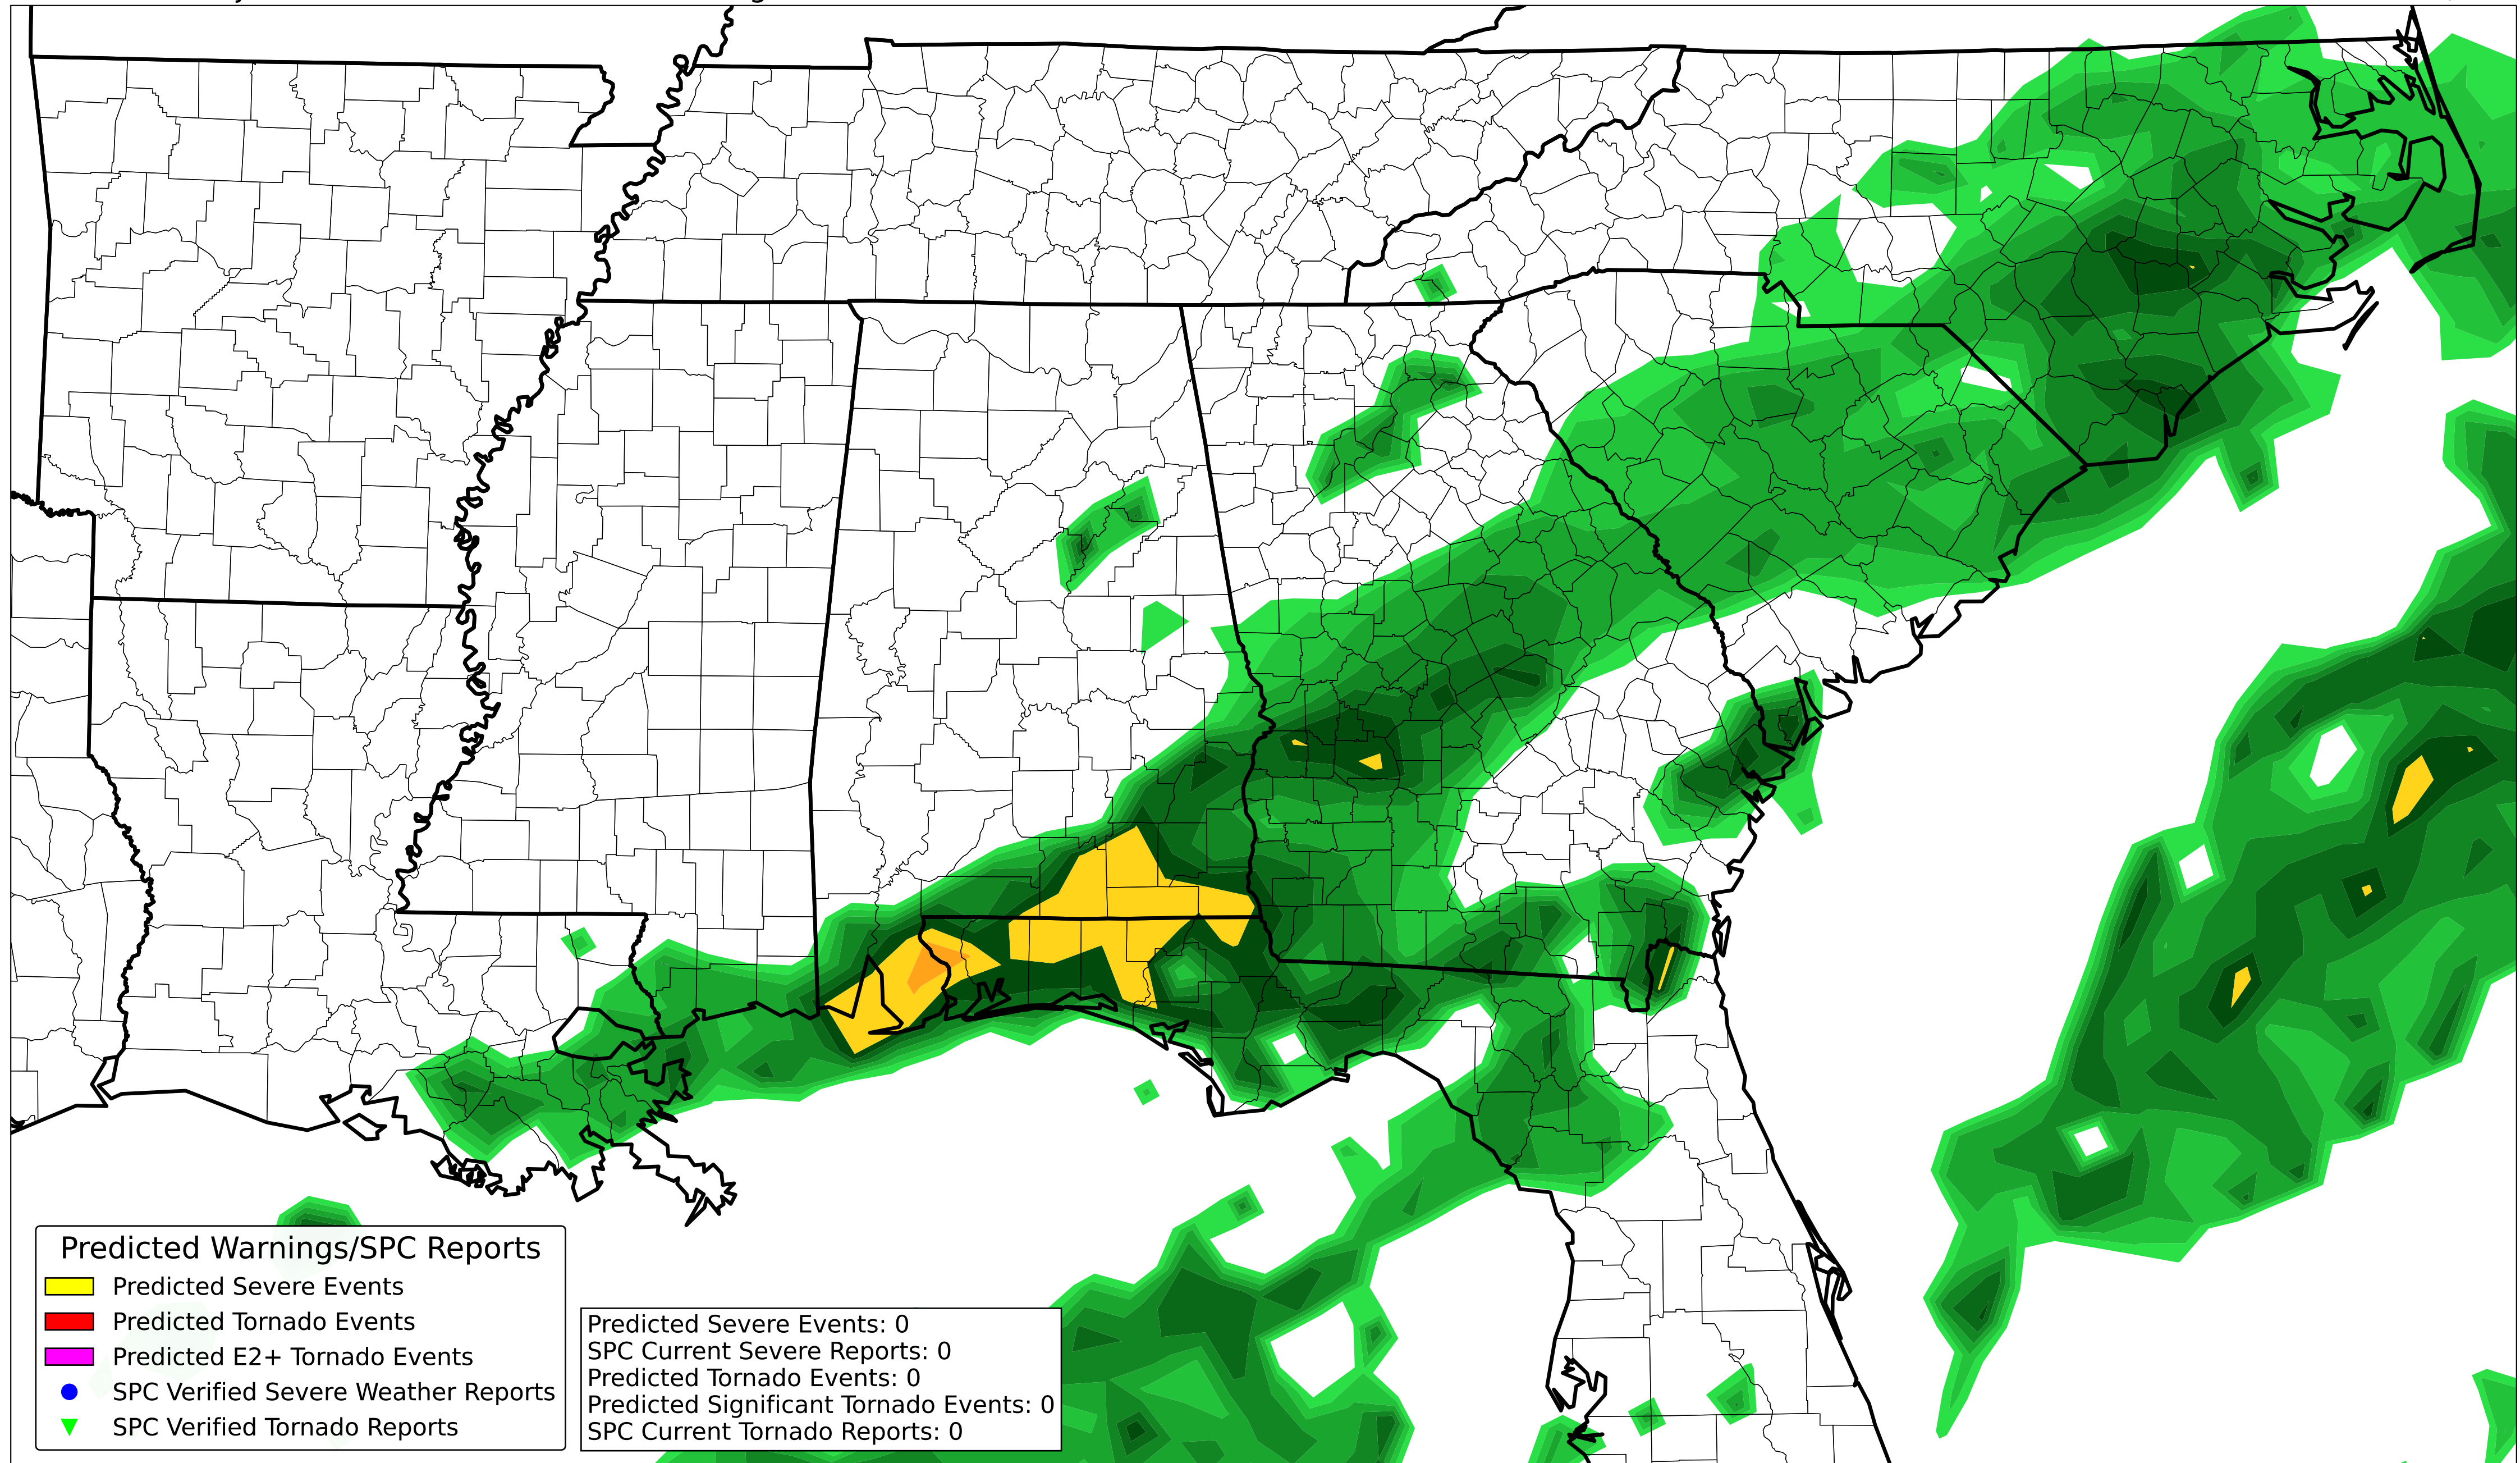 Predicted Warnings/SPC Reports
Predicted Severe Events
Predicted Tornado Events
Predicted E2+ Tornado Events
SPC Verified Severe Weather Reports
SPC Verified Tornado Reports
Predicted Severe Events: 0
SPC Current Severe Reports: 0
Predicted Tornado Events: 0
Predicted Significant Tornado Events: 0
SPC Current Tornado Reports: 0